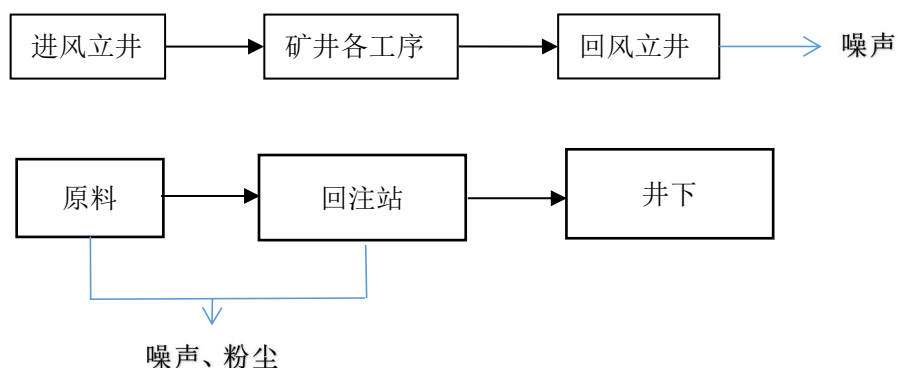 进风立井
矿井各工序
回风立井
噪声
原料
回注站
井下
噪声、粉尘